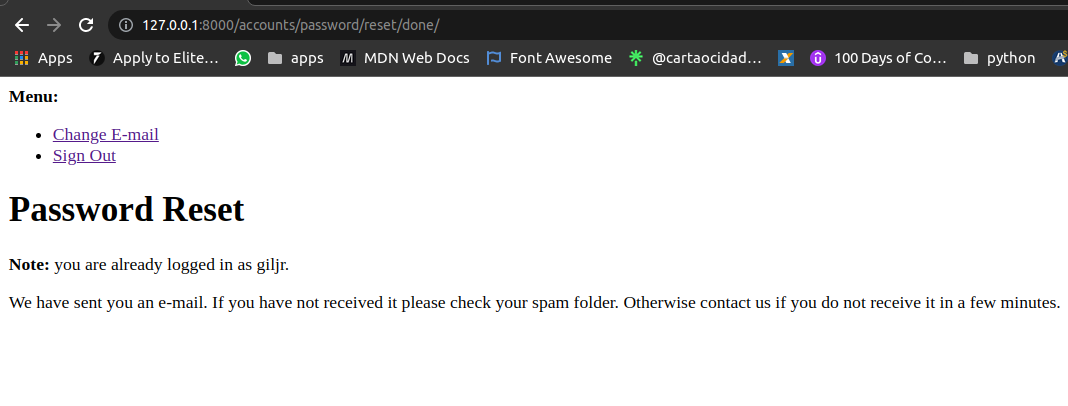 127.0.0.1:8000/accounts/password/reset/done/
Apps Apply to Elite… apps MDN Web Docs Font Awesome @cartaocidad… 100 Days of Co… python
Menu:
Change E-mail
Sign Out
Password Reset
Note: you are already logged in as giljr.
We have sent you an e-mail. If you have not received it please check your spam folder. Otherwise contact us if you do not receive it in a few minutes.